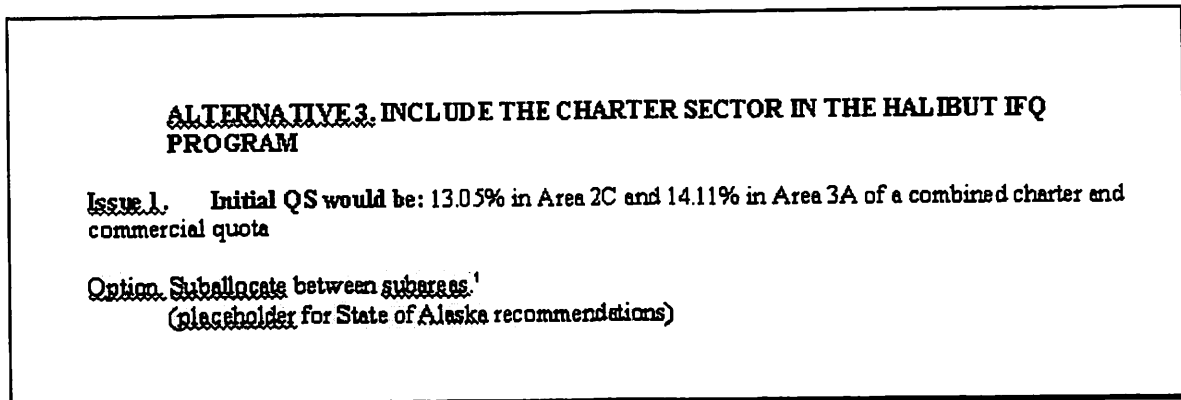 ALTERNATIVE 3. INCLUDE THE CHARTER SECTOR IN THE HALIBUT IFQ
PROGRAM
Issue 1. Initial QS would be: 13.05% in Area 2C and 14.11% in Area 3A of a combined charter and
commercial quota
Option. Suballocate between subareas.¹
(placeholder for State of Alaska recommendations)